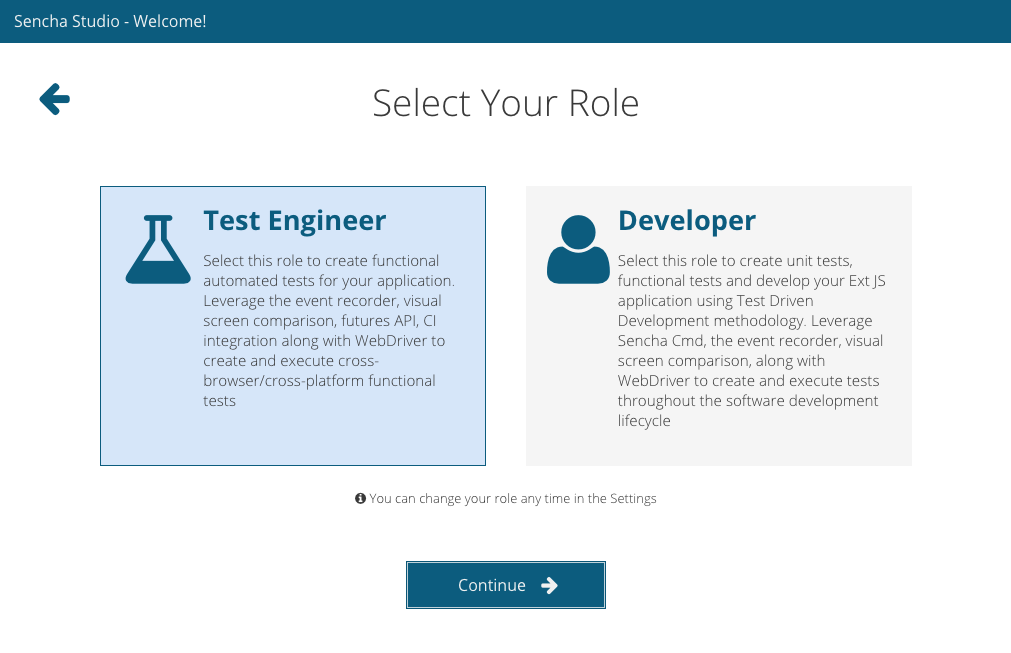 Sencha Studio - Welcome!
Select Your Role
Test Engineer
Select this role to create functional
automated tests for your application.
Leverage the event recorder, visual
screen comparison, futures API, CI
integration along with WebDriver to
create and execute cross-
browser/cross-platform functional
tests
Developer
Select this role to create unit tests,
functional tests and develop your Ext JS
application using Test Driven
Development methodology. Leverage
Sencha Cmd, the event recorder, visual
screen comparison, along with
WebDriver to create and execute tests
throughout the software development
lifecycle
You can change your role any time in the Settings
Continue